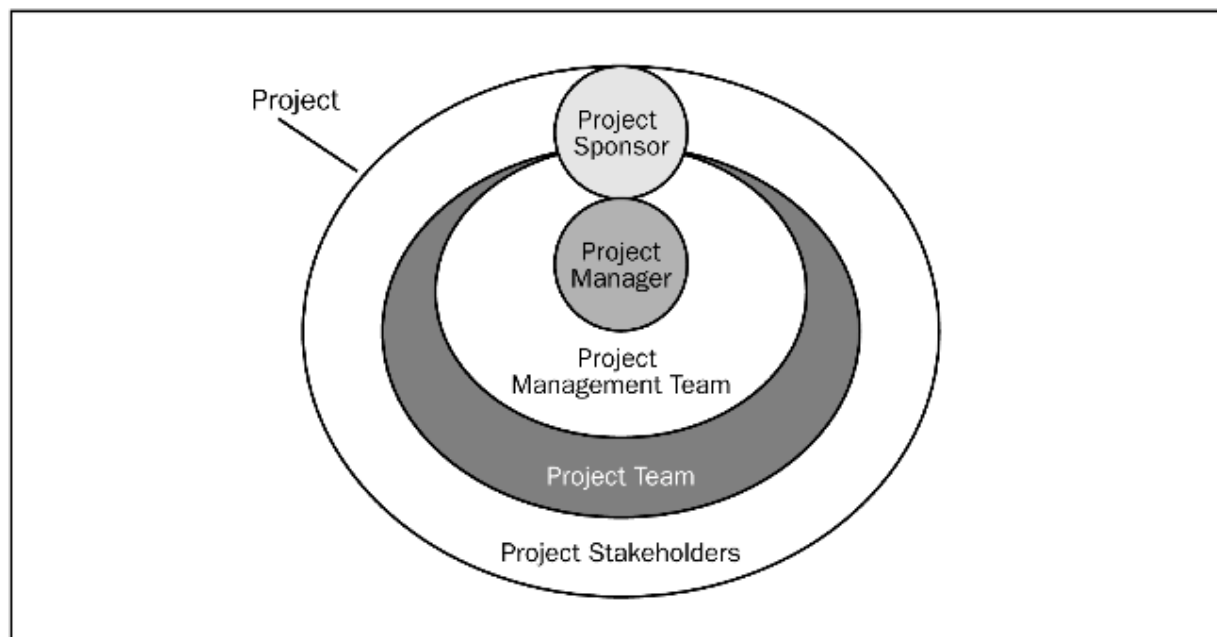 Project
Project
Sponsor
Project
Manager
Project
Management Team
Project Team
Project Stakeholders